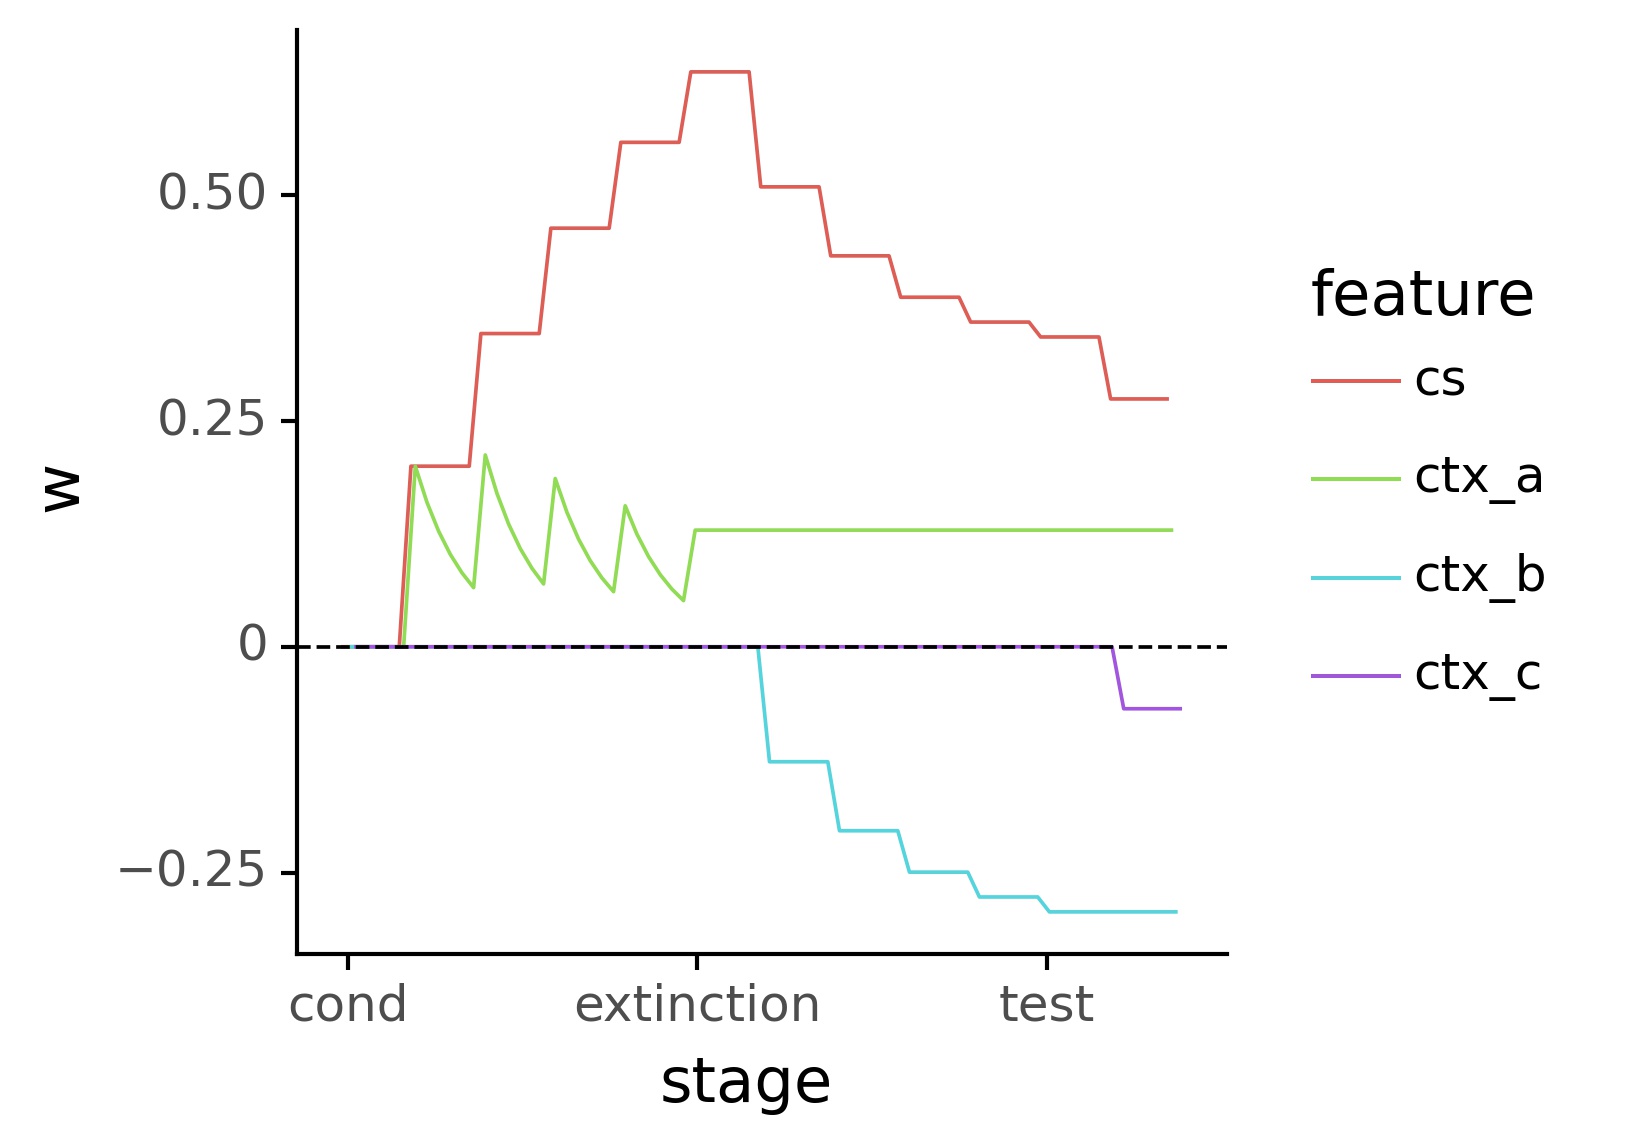 w
0.50
0.25
0
−0.25
cond
extinction
test
stage
feature
cs
ctx_a
ctx_b
ctx_c